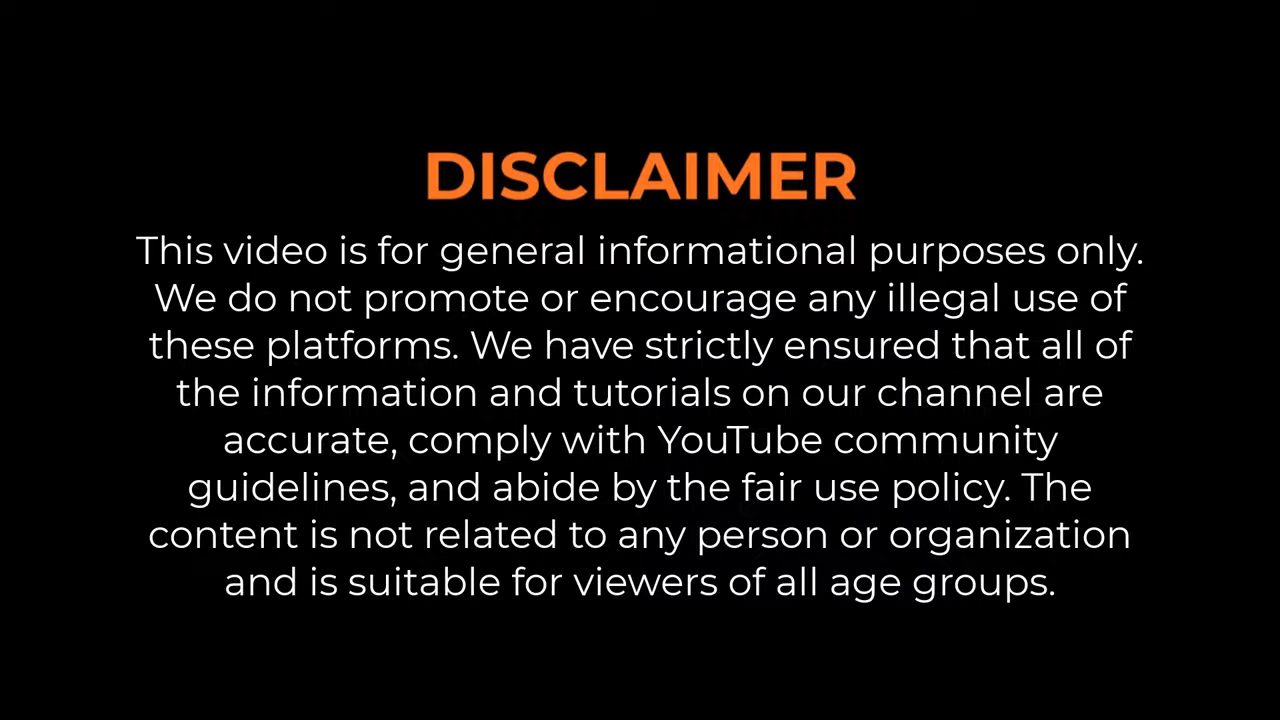 DISCLAIMER
This video is for general informational purposes only.
We do not promote or encourage any illegal use of
these platforms. We have strictly ensured that all of
the information and tutorials on our channel are
accurate, comply with YouTube community
guidelines, and abide by the fair use policy. The
content is not related to any person or organization
and is suitable for viewers of all age groups.